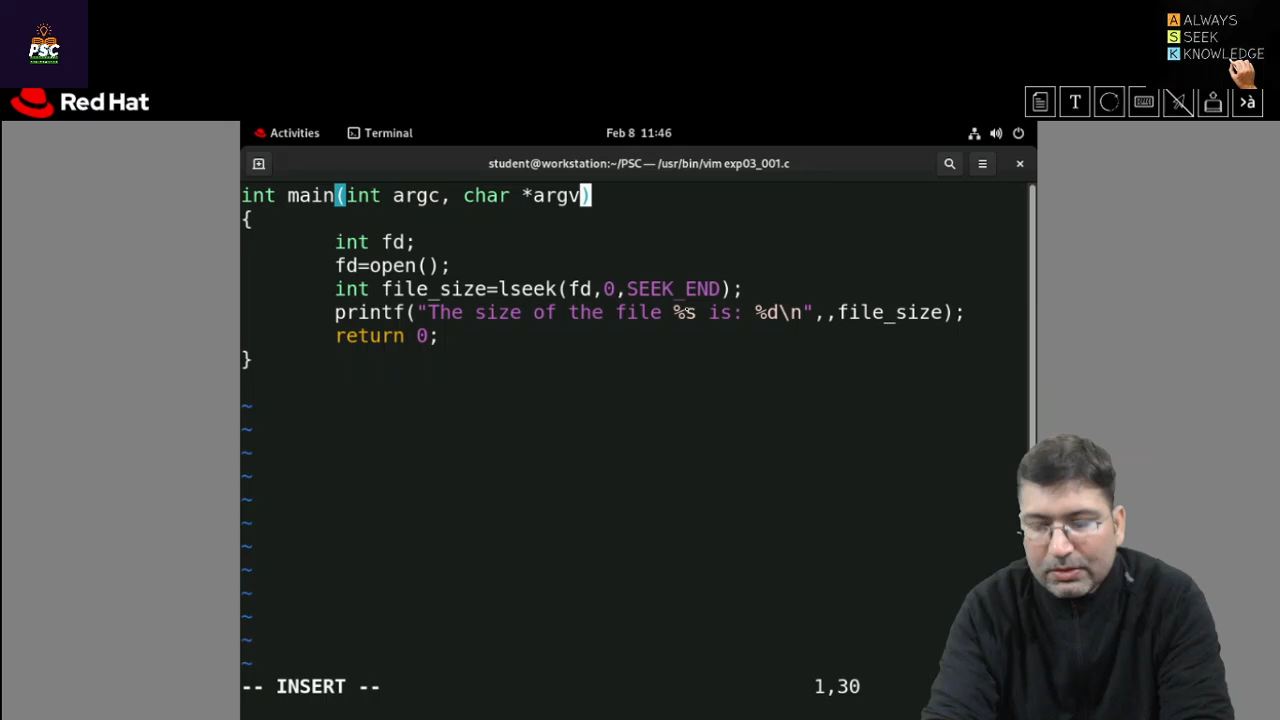 PSC
A ALWAYS
S SEEK
K KNOWLEDGE
Red Hat
T
à
Activities
Terminal
Feb 8 11:46
student@workstation:~/PSC — /usr/bin/vim exp03_001.c
int main(int argc, char *argv)
{
int fd;
fd=open();
int file_size=lseek(fd,0,SEEK_END);
printf("The size of the file %s is: %d\n",,file_size);
return 0;
}
~
~
~
~
~
~
~
~
~
~
~
~
-- INSERT --
1,30